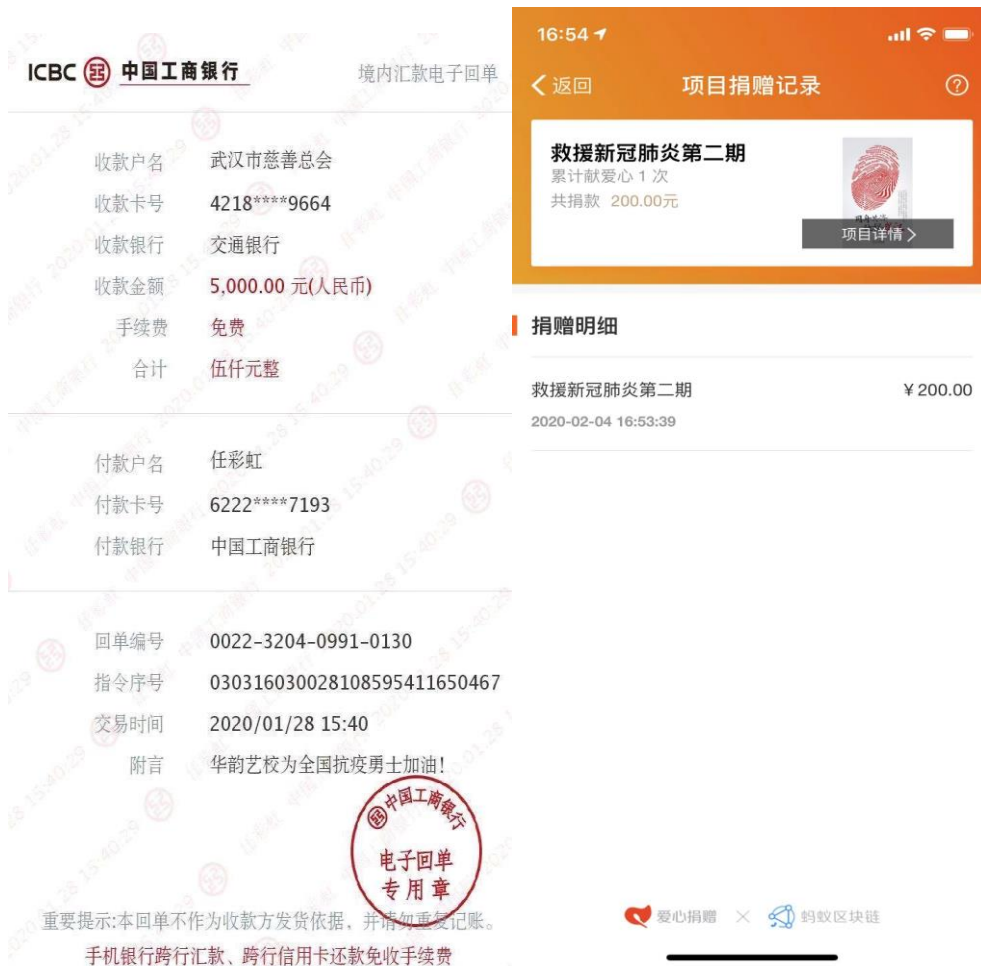 ICBC 中国工商银行 境内汇款电子回单
收款户名 武汉市慈善总会
收款卡号 4218****9664
收款银行 交通银行
收款金额 5,000.00 元(人民币)
手续费 免费
合计 伍仟元整
付款户名 任彩虹
付款卡号 6222****7193
付款银行 中国工商银行
回单编号 0022-3204-0991-0130
指令序号 030316030028108595411650467
交易时间 2020/01/28 15:40
附言 华韵艺校为全国抗疫勇士加油!
中国工商银行
电子回单
专用章
重要提示:本回单不作为收款方发货依据，并请勿重复记账。
手机银行跨行汇款、跨行信用卡还款免收手续费
16:54
返回 项目捐赠记录
救援新冠肺炎第二期
累计献爱心 1 次
共捐款 200.00元
项目详情
捐赠明细
救援新冠肺炎第二期 ¥200.00
2020-02-04 16:53:39
爱心捐赠 × 蚂蚁区块链